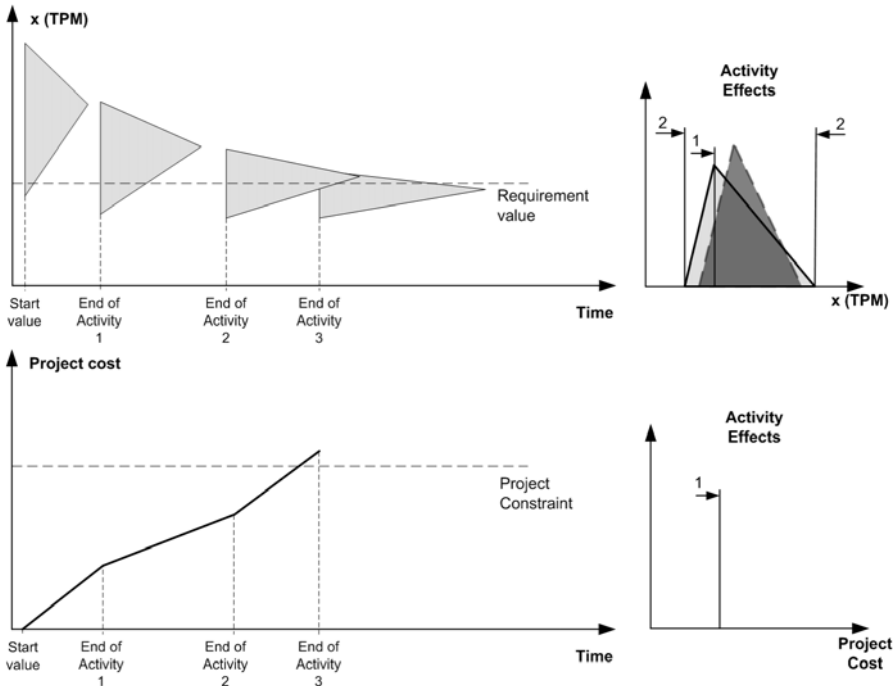 x (TPM)
Requirement
value
Start
value
End of
Activity
1
End of
Activity
2
End of
Activity
3
Time
Activity
Effects
2
1
2
x (TPM)
Project cost
Project
Constraint
Start
value
End of
Activity
1
End of
Activity
2
End of
Activity
3
Time
Activity
Effects
1
Project
Cost